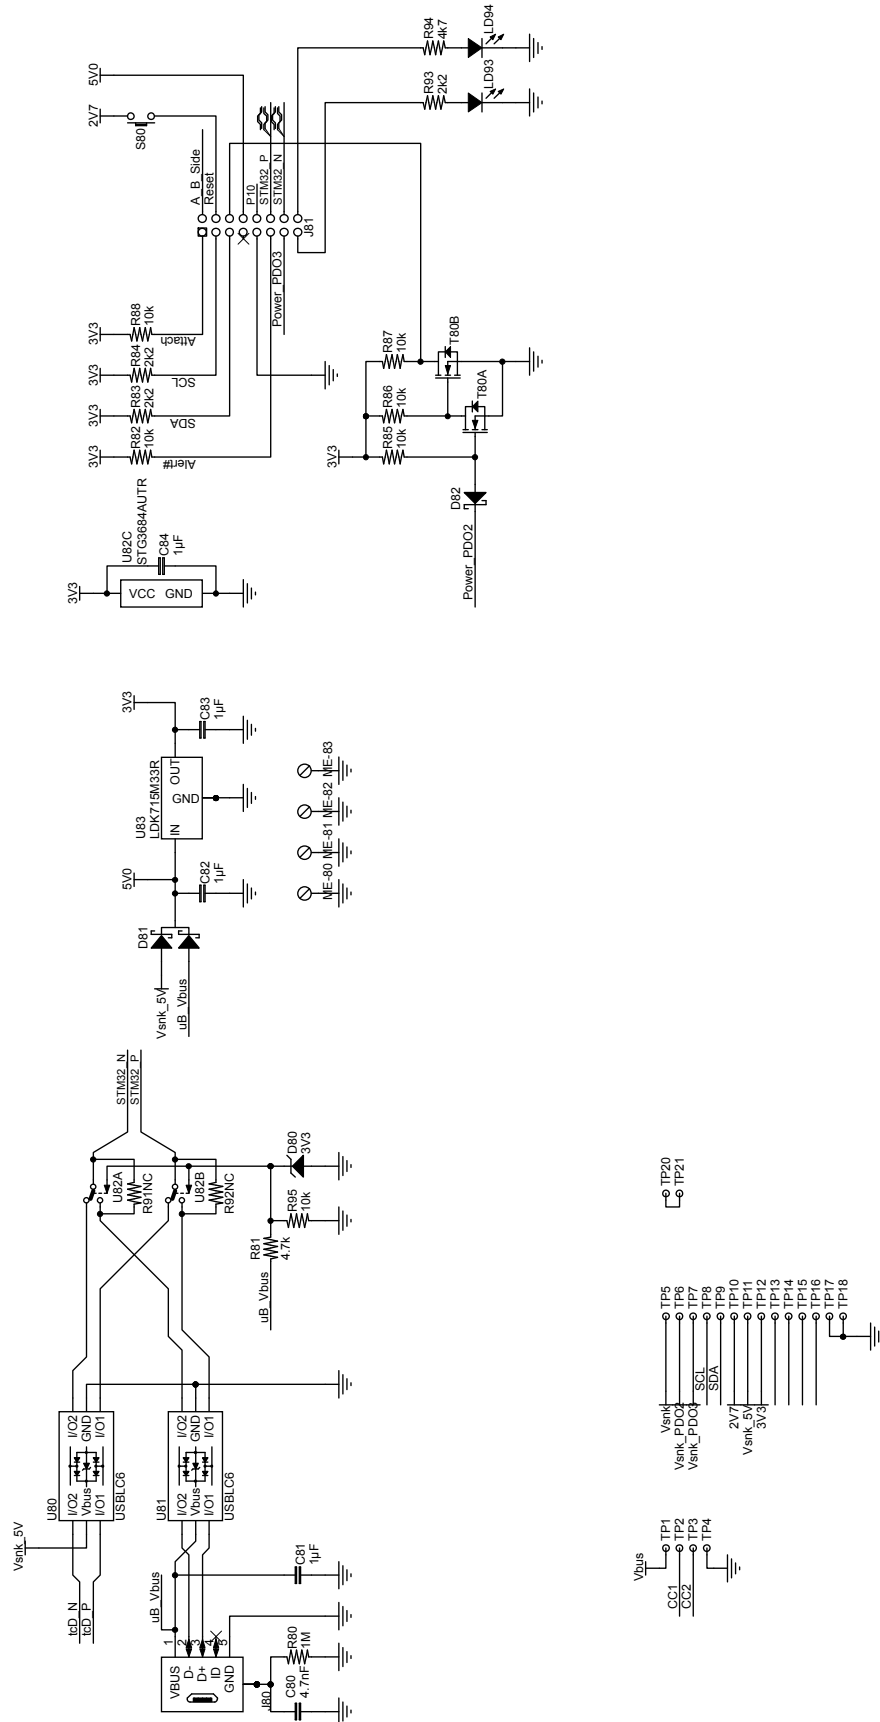 Vsnk_5V
tcD_N
tcD_P
U80
I/O2
Vbus
I/O1
I/O2
GND
I/O1
USBLC6
U81
I/O2
Vbus
I/O1
I/O2
GND
I/O1
USBLC6
uB_Vbus
VBUS
D-
D+
ID
GND
1
2
3
4
5
J80
C80
4.7nF
R80
1M
C81
1µF
uB_Vbus
R81
4.7k
R95
10k
D80
3V3
U82A
R91NC
U82B
R92NC
STM32_N
STM32_P
Vsnk_5V
uB_Vbus
D81
5V0
C82
1µF
U83
LDK715M33R
IN
GND
OUT
C83
1µF
3V3
ME-80
ME-81
ME-82
ME-83
3V3
U82C
STG3684AUTR
VCC
GND
C84
1µF
3V3
R82
10k
Alert#
3V3
R83
2k2
SDA
3V3
R84
2k2
SCL
3V3
R88
10k
Attach
2V7
S80
5V0
A_B_Side
Reset
P10
STM32_P
STM32_N
J81
Power_PDO3
R94
4k7
LD94
R93
2k2
LD93
3V3
R85
10k
R86
10k
R87
10k
T80B
T80A
D82
Power_PDO2
Vbus
CC1
CC2
TP1
TP2
TP3
TP4
Vsnk
Vsnk_PDO2
Vsnk_PDO3
SCL
SDA
2V7
Vsnk_5V
3V3
TP5
TP6
TP7
TP8
TP9
TP10
TP11
TP12
TP13
TP14
TP15
TP16
TP17
TP18
TP20
TP21